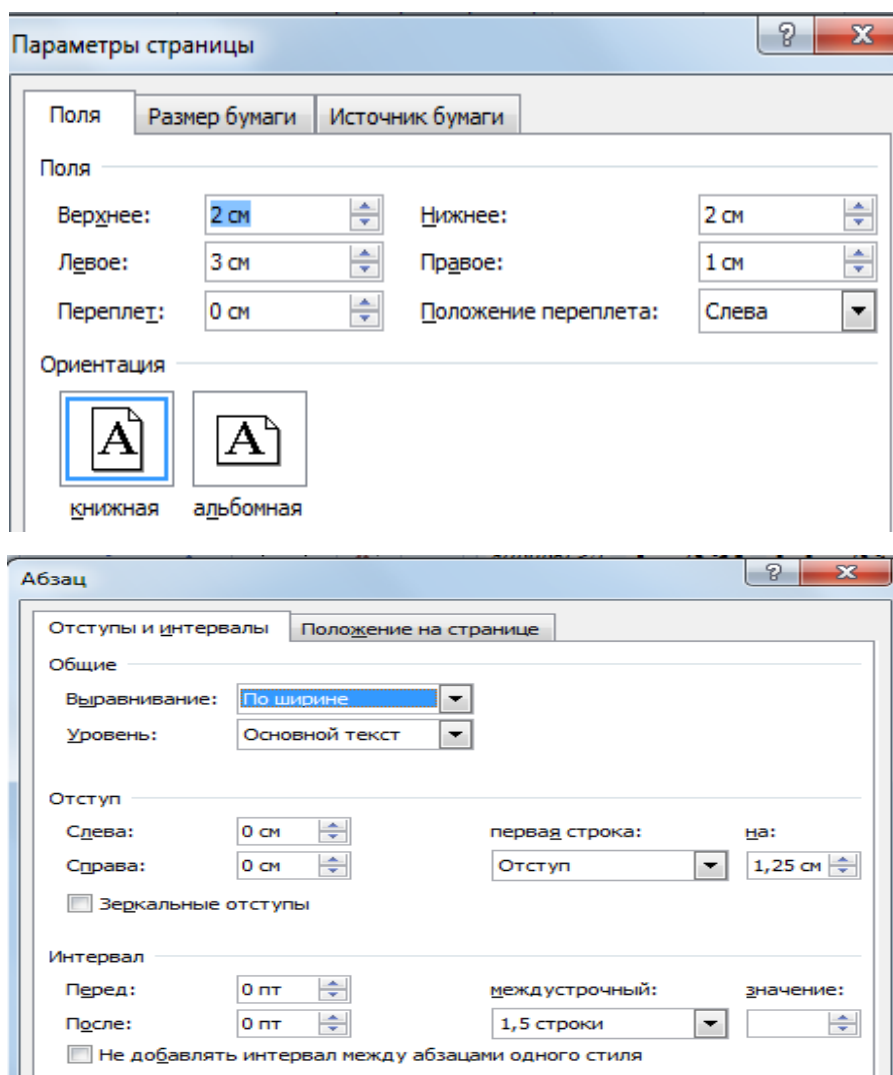 Параметры страницы
Поля Размер бумаги Источник бумаги
Поля
Верхнее: 2 см Нижнее: 2 см
Левое: 3 см Правое: 1 см
Переплет: 0 см Положение переплета: Слева
Ориентация
A A
книжная альбомная
Абзац
Отступы и интервалы Положение на странице
Общие
Выравнивание: По ширине
Уровень: Основной текст
Отступ
Слева: 0 см первая строка: на:
Справа: 0 см Отступ 1,25 см
Зеркальные отступы
Интервал
Перед: 0 пт междустрочный: значение:
После: 0 пт 1,5 строки
Не добавлять интервал между абзацами одного стиля